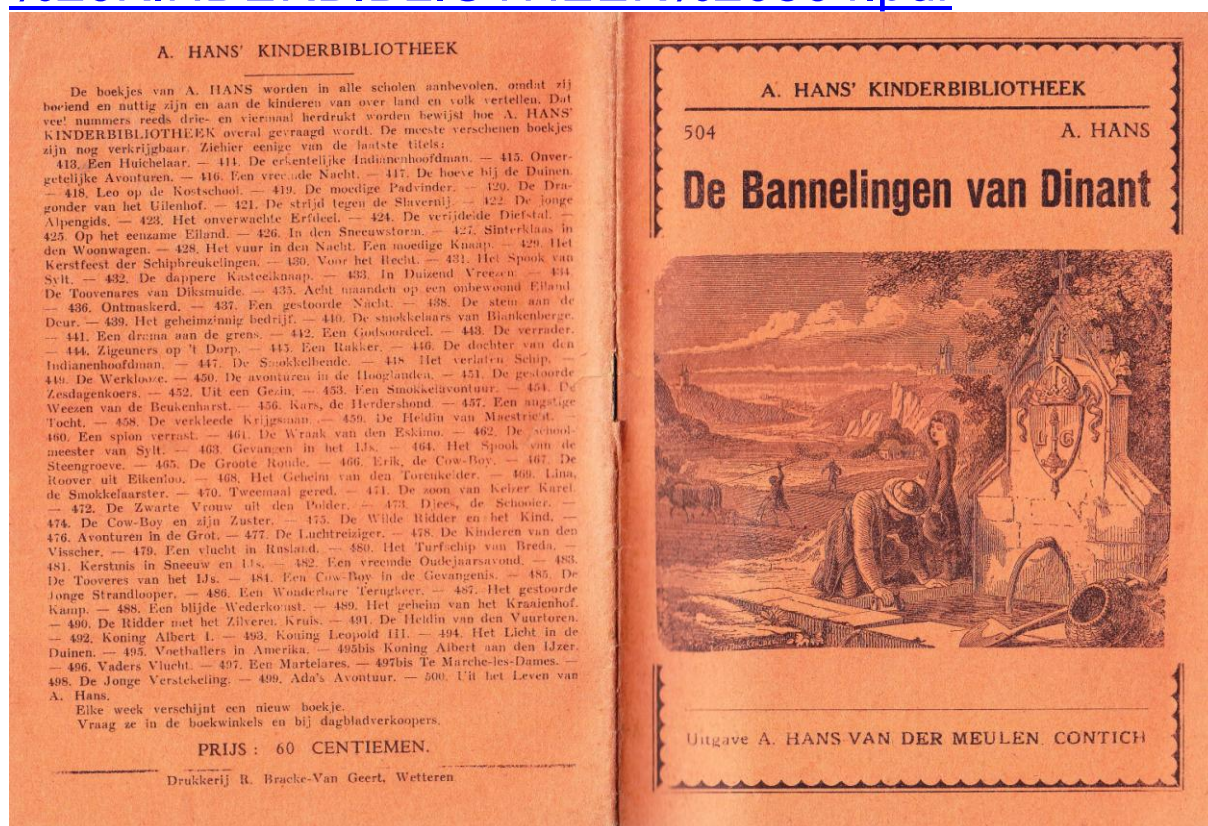 A. HANS' KINDERBIBLIOTHEEK
De boekjes van A. HANS worden in alle scholen aanbevolen, omdat zij
boeiend en nuttig zijn en aan de kinderen van over land en volk vertellen. Dat
veel nummers reeds drie- en viermaal herdrukt worden bewijst hoe A. HANS'
KINDERBIBLIOTHEEK overal gevraagd wordt. De meeste verschenen boekjes
zijn nog verkrijgbaar. Ziehier eenige van de laatste titels:
413. Een Huichelaar. — 414. De erkentelijke Indianenhoofdman. — 415. Onver-
getelijke Avonturen. — 416. Een vreemde Nacht. — 417. De hoeve bij de Duinen.
— 418. Leo op de Kostschool. — 419. De moedige Padvinder. — 420. De Dra-
gonder van het Uilenhof. — 421. De strijd tegen de Slavernij. — 422. De jonge
Alpengids. — 423. Het onverwachte Erfdeel. — 424. De verijdelde Diefstal. —
425. Op het eenzame Eiland. — 426. In den Sneeuwstorm. — 427. Sinterklaas in
den Woonwagen. — 428. Het vuur in den Nacht. Een moedige Knaap. — 429. Het
Kerstfeest der Schipbreukelingen. — 430. Voor het Recht. — 431. Het Spook van
Sylt. — 432. De dappere Kasteelknaap. — 433. In Duizend Vreezen. — 434.
De Toovenares van Diksmuide. — 435. Acht maanden op een onbewoond Eiland.
— 436. Ontmaskerd. — 437. Een gestoorde Nacht. — 438. De stem aan de
Deur. — 439. Het geheimzinnig bedrijf. — 440. De smokkelaars van Blankenberge.
— 441. Een drama aan de grens. — 442. Een Godsoordeel. — 443. De verrader.
— 444. Zigeuners op 't Dorp. — 445. Een Rakker. — 446. De dochter van den
Indianenhoofdman. — 447. De Smokkelbende. — 448 Het verlaten Schip. —
449. De Werklooze. — 450. De avonturen in de Hooglanden. — 451. De gestoorde
Zesdagenkoers. — 452. Uit een Gezin. — 453. Een Smokkelavontuur. — 454. De
Weezen van de Beukenharst. — 456. Kars, de Herdershond. — 457. Een angstige
Tocht. — 458. De verkleede Krijgsman. — 459. De Heldin van Maestricht. —
460. Een spion verrast. — 461. De Wraak van den Eskimo. — 462. De school-
meester van Sylt. — 463. Gevangen in het IJs. — 464. Het Spook van de
Steengroeve. — 465. De Groote Ronde. — 466. Erik, de Cow-Boy. — 467. De
Roover uit Eikenloo. — 468. Het Geheim van den Torenkelder. — 469. Lina,
de Smokkelaarster. — 470. Tweemaal gered. — 471. De zoon van Keizer Karel.
— 472. De Zwarte Vrouw uit den Polder. — 473. Djees, de Schooier. —
474. De Cow-Boy en zijn Zuster. — 475. De Wilde Ridder en het Kind. —
476. Avonturen in de Grot. — 477. De Luchtreiziger. — 478. De Kinderen van den
Visscher. — 479. Een vlucht in Rusland. — 480. Het Turfschip van Breda. —
481. Kerstmis in Sneeuw en IJs. — 482. Een vreemde Oudejaarsavond. — 483.
De Tooveres van het IJs. — 484. Een Cow-Boy in de Gevangenis. — 485. De
Jonge Strandlooper. — 486. Een Wonderbare Terugkeer. — 487. Het gestoorde
Kamp. — 488. Een blijde Wederkomst. — 489. Het geheim van het Kraaienhof.
— 490. De Ridder met het Zilveren Kruis. — 491. De Heldin van den Vuurtoren.
— 492. Koning Albert I. — 493. Koning Leopold III. — 494. Het Licht in de
Duinen. — 495. Voetballers in Amerika. — 495bis Koning Albert aan den IJzer.
— 496. Vaders Vlucht. — 497. Een Martelares. — 497bis Te Marche-les-Dames. —
498. De Jonge Verstekeling. — 499. Ada's Avontuur. — 500. Uit het Leven van
A. Hans.
Elke week verschijnt een nieuw boekje.
Vraag ze in de boekwinkels en bij dagbladverkoopers.
PRIJS : 60 CENTIEMEN.
Drukkerij R. Bracke-Van Geert, Wetteren
A. HANS' KINDERBIBLIOTHEEK
504 A. HANS
De Bannelingen van Dinant
L G
Uitgave A. HANS-VAN DER MEULEN, CONTICH